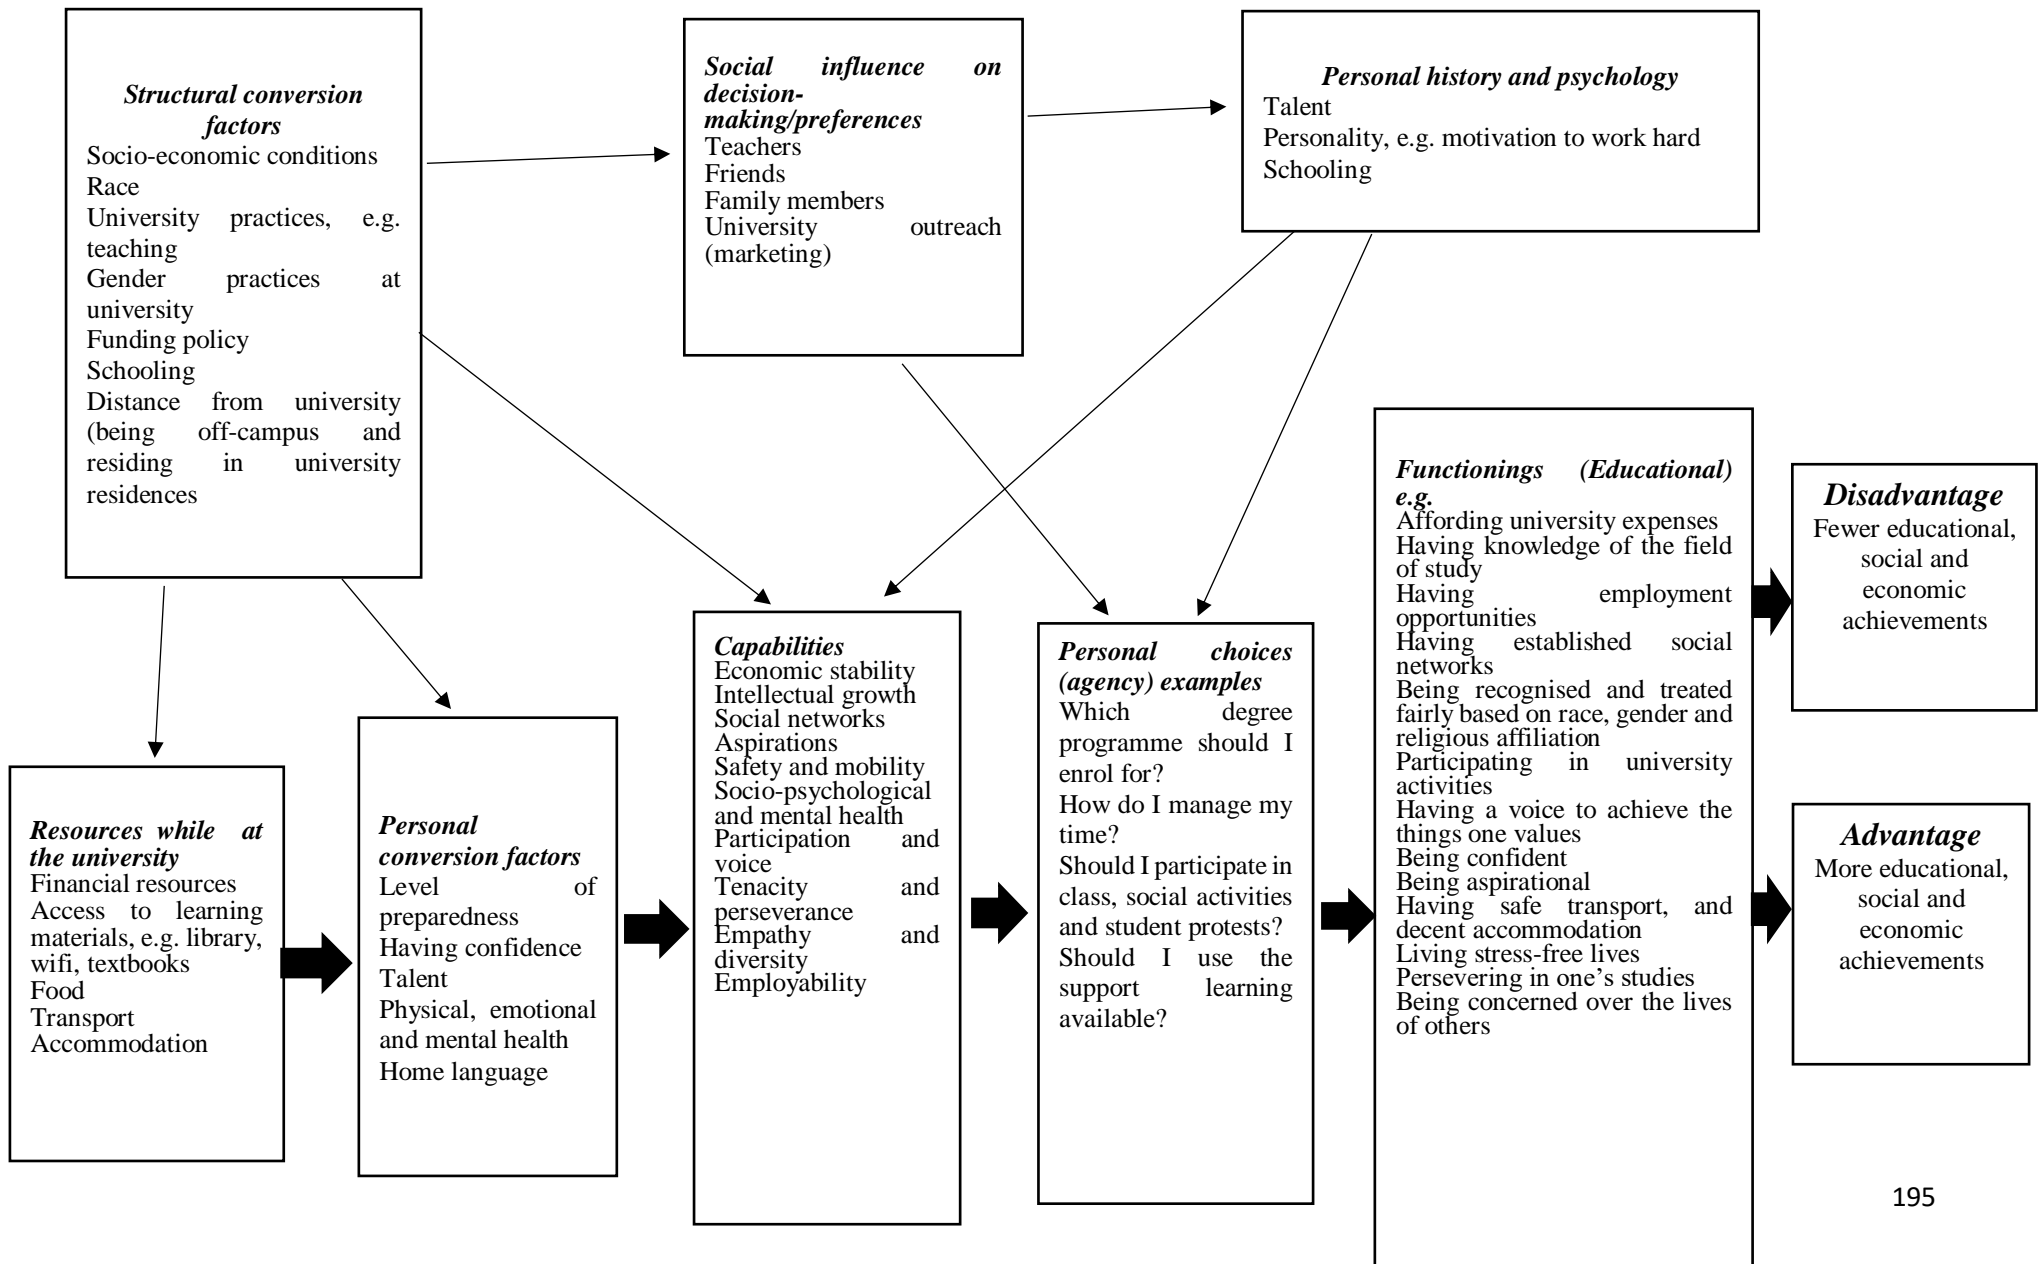 Structural conversion
factors
Socio-economic conditions
Race
University practices, e.g.
teaching
Gender practices at
university
Funding policy
Schooling
Distance from university
(being off-campus and
residing in university
residences
Social influence on
decision-
making/preferences
Teachers
Friends
Family members
University outreach
(marketing)
Personal history and psychology
Talent
Personality, e.g. motivation to work hard
Schooling
Resources while at
the university
Financial resources
Access to learning
materials, e.g. library,
wifi, textbooks
Food
Transport
Accommodation
Personal
conversion factors
Level of
preparedness
Having confidence
Talent
Physical, emotional
and mental health
Home language
Capabilities
Economic stability
Intellectual growth
Social networks
Aspirations
Safety and mobility
Socio-psychological
and mental health
Participation and
voice
Tenacity and
perseverance
Empathy and
diversity
Employability
Personal choices
(agency) examples
Which degree
programme should I
enrol for?
How do I manage my
time?
Should I participate in
class, social activities
and student protests?
Should I use the
support learning
available?
Functionings (Educational)
e.g.
Affording university expenses
Having knowledge of the field
of study
Having employment
opportunities
Having established social
networks
Being recognised and treated
fairly based on race, gender and
religious affiliation
Participating in university
activities
Having a voice to achieve the
things one values
Being confident
Being aspirational
Having safe transport, and
decent accommodation
Living stress-free lives
Persevering in one’s studies
Being concerned over the lives
of others
Disadvantage
Fewer educational,
social and
economic
achievements
Advantage
More educational,
social and
economic
achievements
195